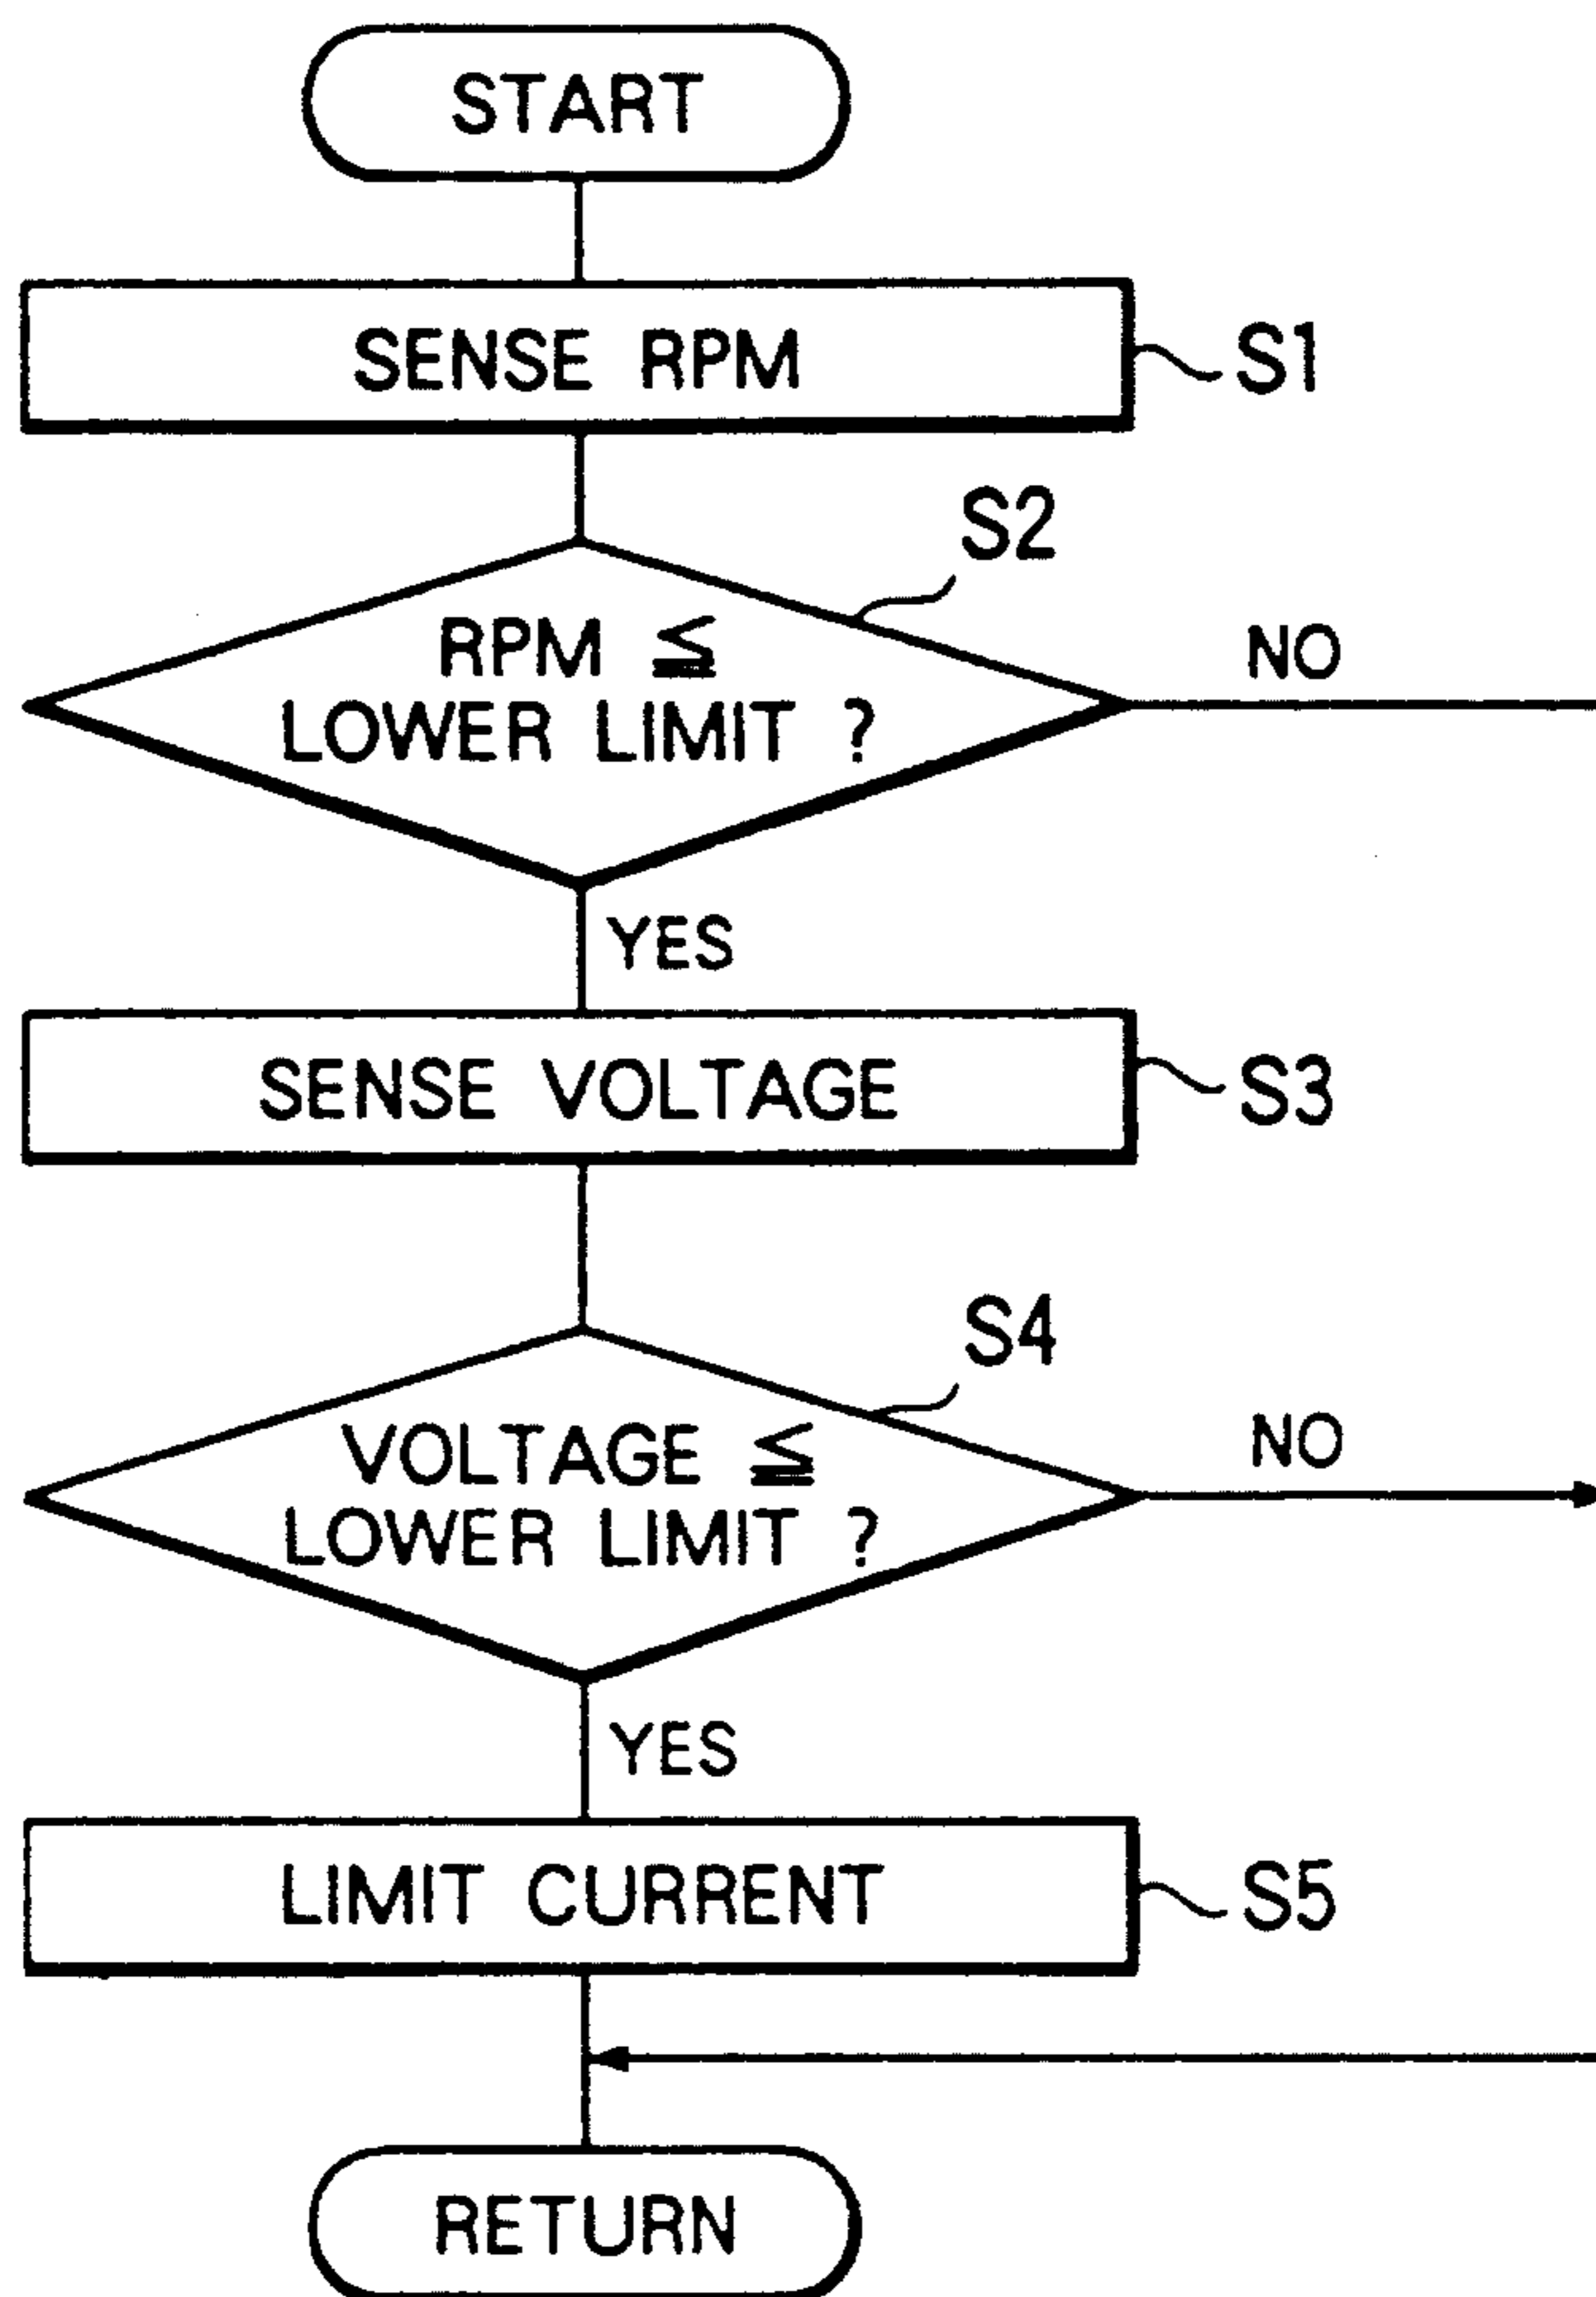 START
SENSE RPM
S1
S2
RPM ≦
LOWER LIMIT ?
NO
YES
SENSE VOLTAGE
S3
S4
VOLTAGE ≦
LOWER LIMIT ?
NO
YES
LIMIT CURRENT
S5
RETURN